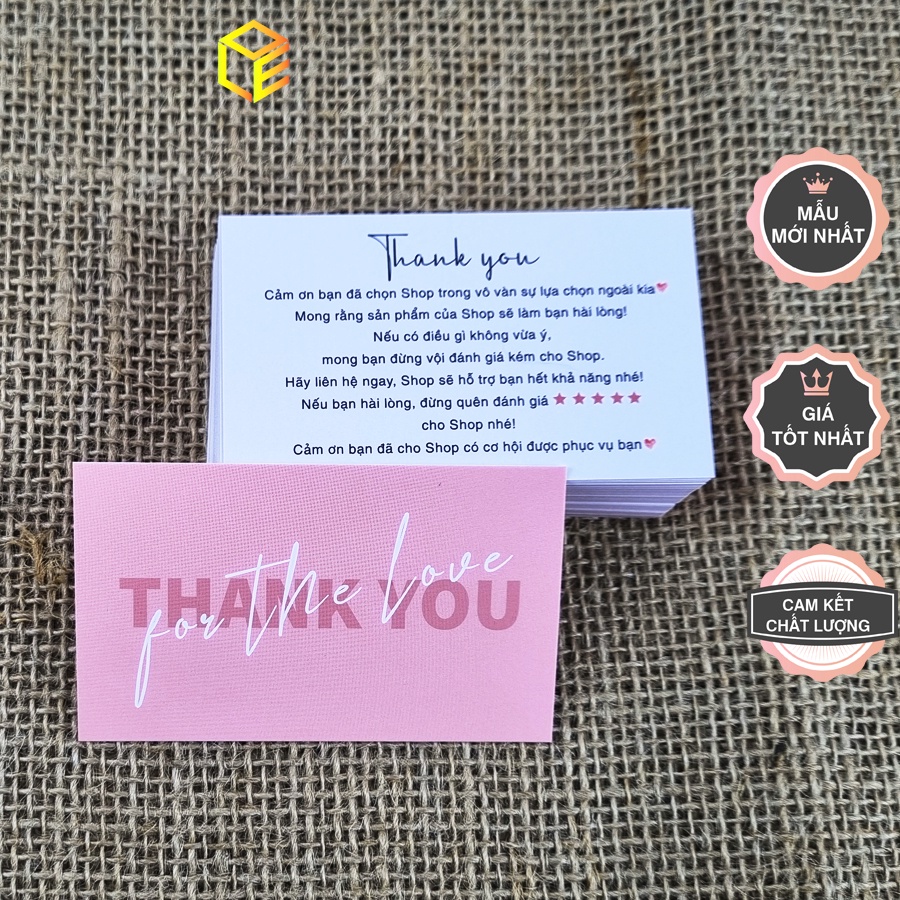 Thank you
Cảm ơn bạn đã chọn Shop trong vô vàn sự lựa chọn ngoài kia
Mong rằng sản phẩm của Shop sẽ làm bạn hài lòng!
Nếu có điều gì không vừa ý,
mong bạn đừng vội đánh giá kém cho Shop.
Hãy liên hệ ngay, Shop sẽ hỗ trợ bạn hết khả năng nhé!
Nếu bạn hài lòng, đừng quên đánh giá ★★★★★
cho Shop nhé!
Cảm ơn bạn đã cho Shop có cơ hội được phục vụ bạn
THANK YOU
for the love
MẪU
MỚI NHẤT
GIÁ
TỐT NHẤT
CAM KẾT
CHẤT LƯỢNG